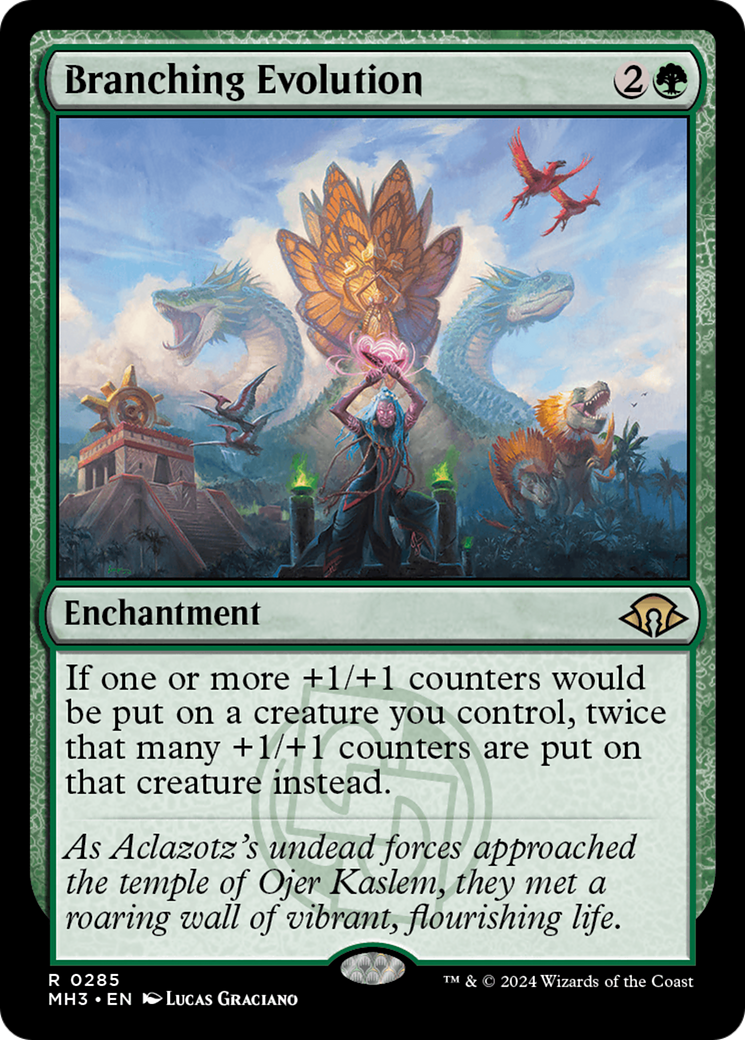 Branching Evolution 2
Enchantment
If one or more +1/+1 counters would
be put on a creature you control, twice
that many +1/+1 counters are put on
that creature instead.
As Aclazotz's undead forces approached
the temple of Ojer Kaslem, they met a
roaring wall of vibrant, flourishing life.
R 0285
MH3 • EN Lucas Graciano
™ & © 2024 Wizards of the Coast